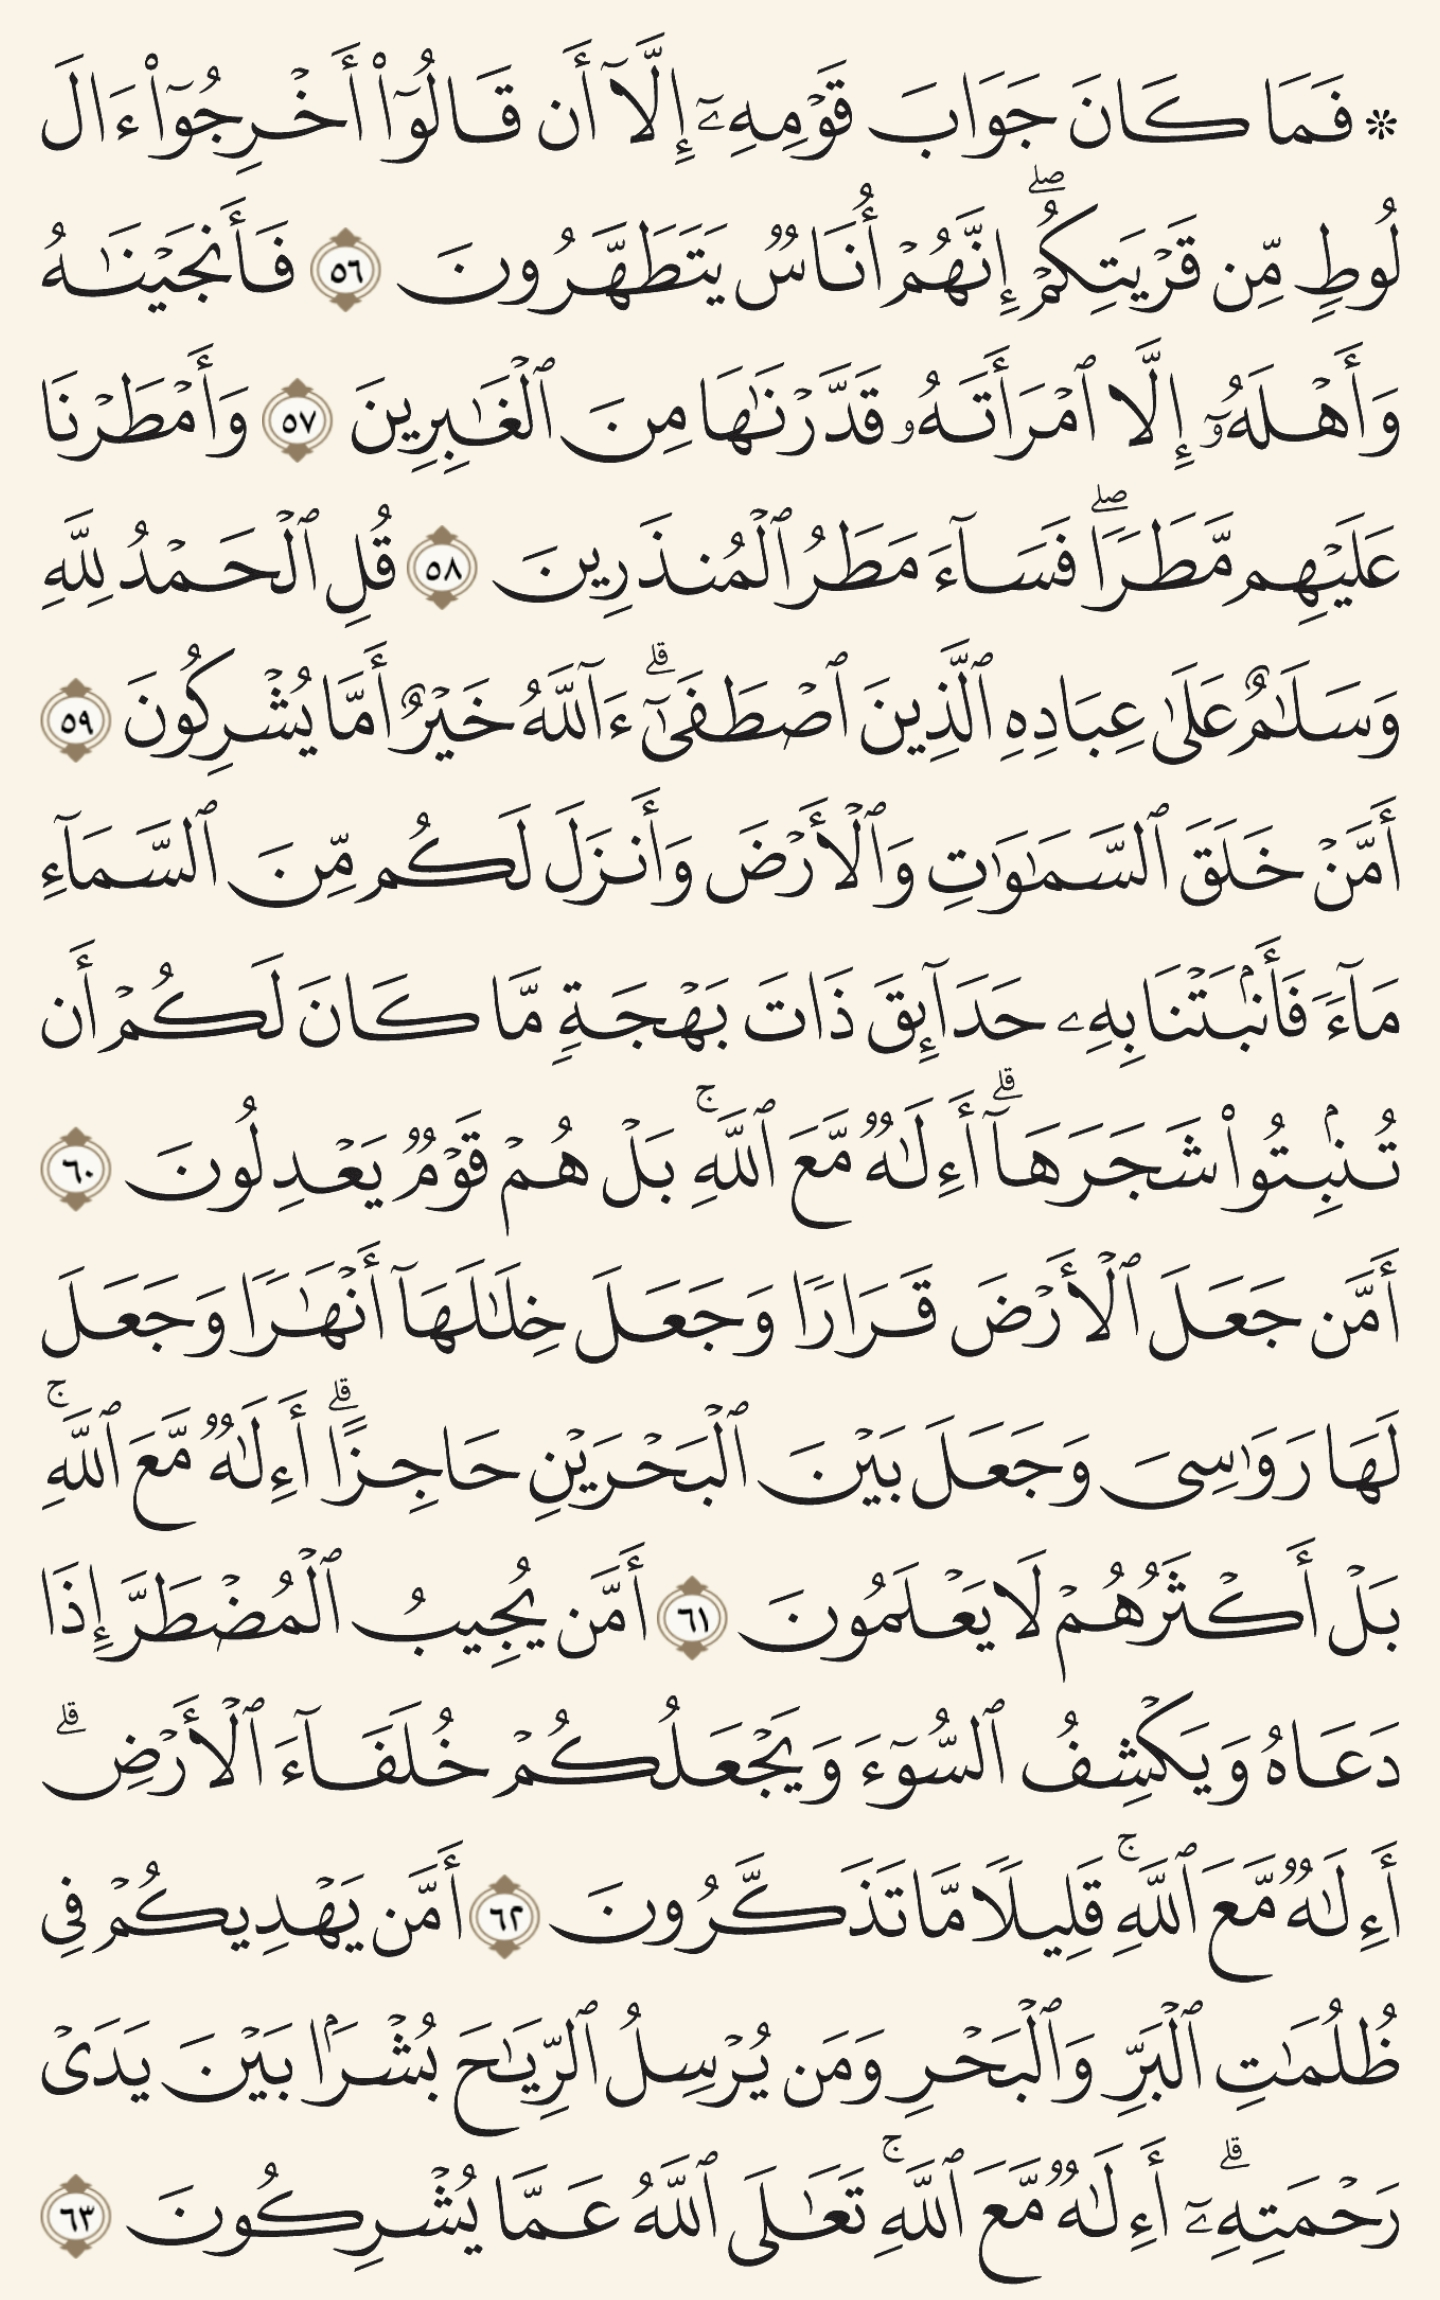 ۞ فَمَا كَانَ جَوَابَ قَوْمِهِۦٓ إِلَّآ أَن قَالُوٓا۟ أَخْرِجُوٓا۟ ءَالَ
لُوطٍۢ مِّن قَرْيَتِكُمْ ۖ إِنَّهُمْ أُنَاسٌۭ يَتَطَهَّرُونَ ٥٦ فَأَنجَيْنَـٰهُ
وَأَهْلَهُۥٓ إِلَّا ٱمْرَأَتَهُۥ قَدَّرْنَـٰهَا مِنَ ٱلْغَـٰبِرِينَ ٥٧ وَأَمْطَرْنَا
عَلَيْهِم مَّطَرًۭا ۖ فَسَآءَ مَطَرُ ٱلْمُنذَرِينَ ٥٨ قُلِ ٱلْحَمْدُ لِلَّهِ
وَسَلَـٰمٌ عَلَىٰ عِبَادِهِ ٱلَّذِينَ ٱصْطَفَىٰٓ ۗ ءَآللَّهُ خَيْرٌ أَمَّا يُشْرِكُونَ ٥٩
أَمَّنْ خَلَقَ ٱلسَّمَـٰوَٰتِ وَٱلْأَرْضَ وَأَنزَلَ لَكُم مِّنَ ٱلسَّمَآءِ
مَآءًۭ فَأَنۢبَتْنَا بِهِۦ حَدَآئِقَ ذَاتَ بَهْجَةٍۢ مَّا كَانَ لَكُمْ أَن
تُنۢبِتُوا۟ شَجَرَهَآ ۗ أَءِلَـٰهٌۭ مَّعَ ٱللَّهِ ۚ بَلْ هُمْ قَوْمٌۭ يَعْدِلُونَ ٦٠
أَمَّن جَعَلَ ٱلْأَرْضَ قَرَارًۭا وَجَعَلَ خِلَـٰلَهَآ أَنْهَـٰرًۭا وَجَعَلَ
لَهَا رَوَٰسِىَ وَجَعَلَ بَيْنَ ٱلْبَحْرَيْنِ حَاجِزًا ۗ أَءِلَـٰهٌۭ مَّعَ ٱللَّهِ ۚ
بَلْ أَكْثَرُهُمْ لَا يَعْلَمُونَ ٦١ أَمَّن يُجِيبُ ٱلْمُضْطَرَّ إِذَا
دَعَاهُ وَيَكْشِفُ ٱلسُّوٓءَ وَيَجْعَلُكُمْ خُلَفَآءَ ٱلْأَرْضِ ۗ
أَءِلَـٰهٌۭ مَّعَ ٱللَّهِ ۚ قَلِيلًۭا مَّا تَذَكَّرُونَ ٦٢ أَمَّن يَهْدِيكُمْ فِى
ظُلُمَـٰتِ ٱلْبَرِّ وَٱلْبَحْرِ وَمَن يُرْسِلُ ٱلرِّيَـٰحَ بُشْرًۢا بَيْنَ يَدَىْ
رَحْمَتِهِۦٓ ۗ أَءِلَـٰهٌۭ مَّعَ ٱللَّهِ ۚ تَعَـٰلَى ٱللَّهُ عَمَّا يُشْرِكُونَ ٦٣